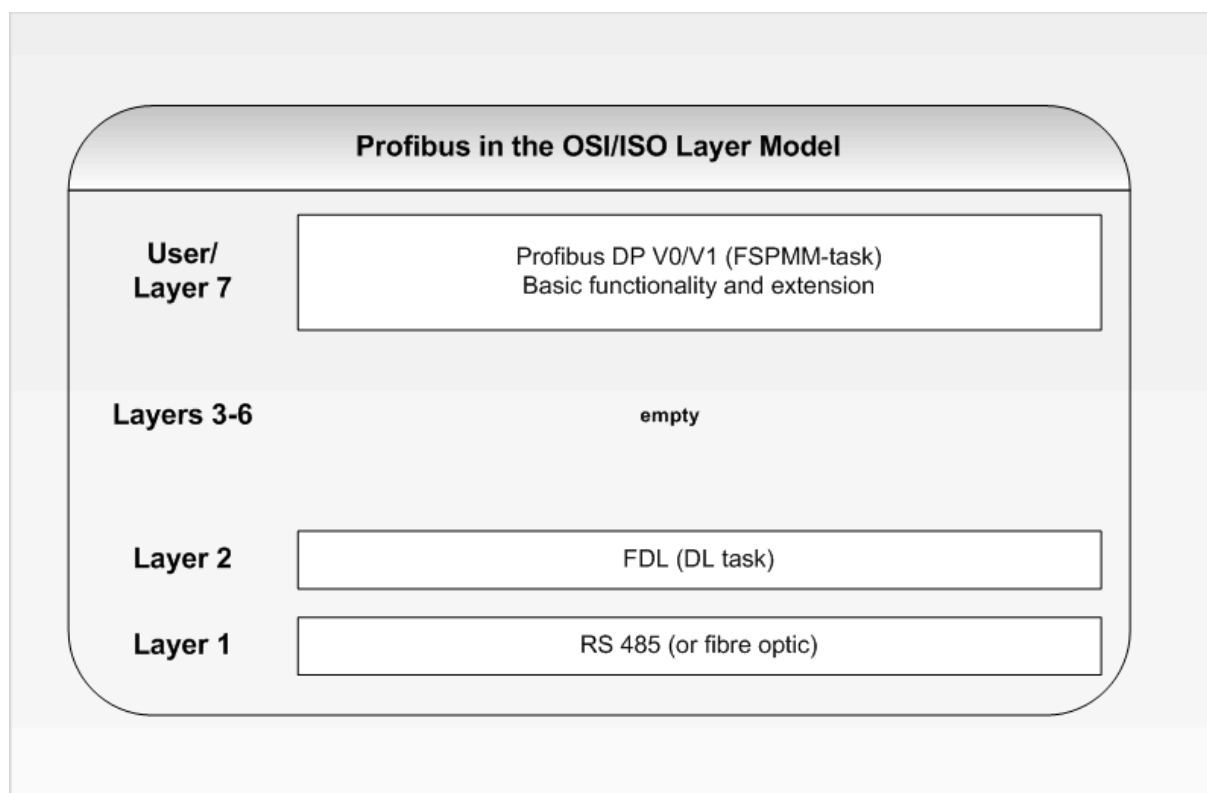 Profibus in the OSI/ISO Layer Model
User/
Layer 7
Profibus DP V0/V1 (FSPMM-task)
Basic functionality and extension
Layers 3-6
empty
Layer 2
FDL (DL task)
Layer 1
RS 485 (or fibre optic)